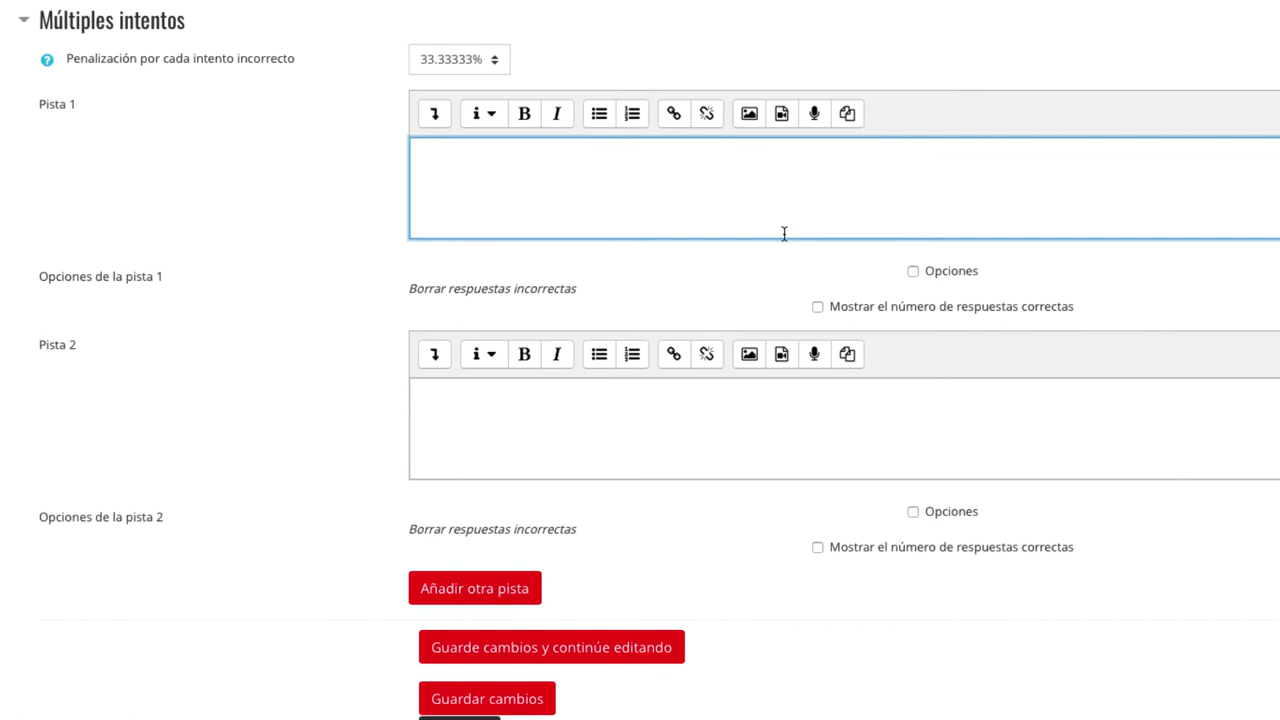 Múltiples intentos
Penalización por cada intento incorrecto
33.33333%
Pista 1
Opciones de la pista 1
Opciones
Borrar respuestas incorrectas
Mostrar el número de respuestas correctas
Pista 2
Opciones de la pista 2
Opciones
Borrar respuestas incorrectas
Mostrar el número de respuestas correctas
Añadir otra pista
Guarde cambios y continúe editando
Guardar cambios